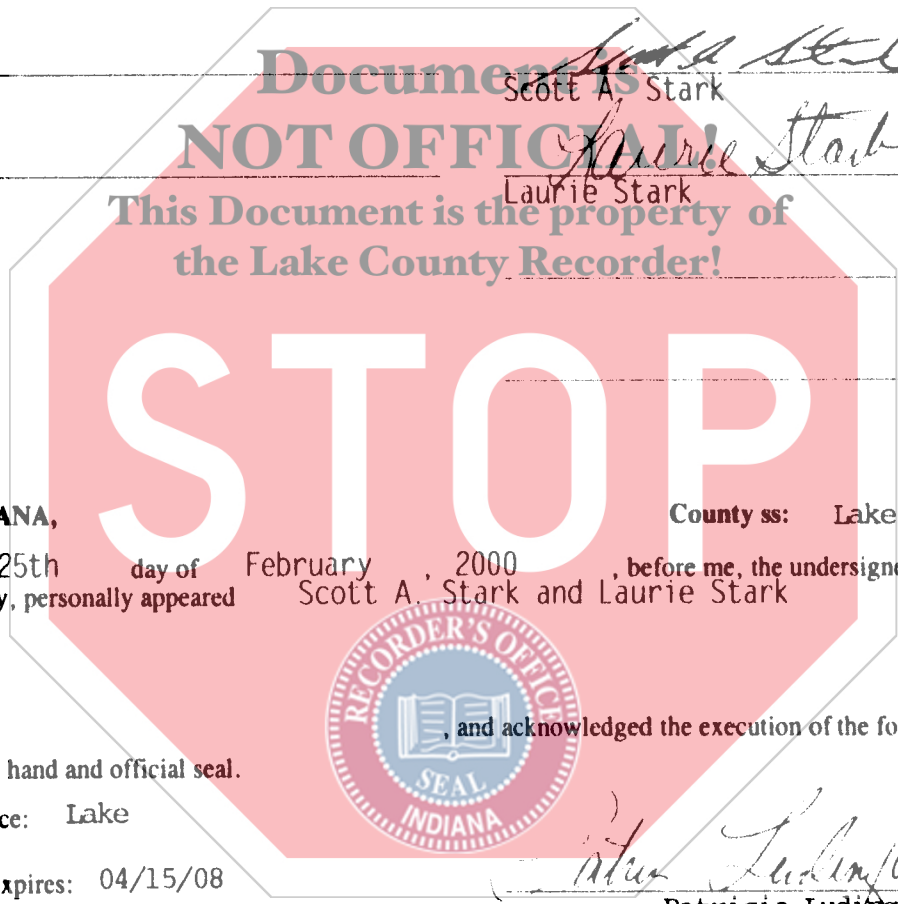 Document is
Scott A. Stark
NOT OFFICIAL!
Laurie Stark
Laurie Stark
This Document is the property of
the Lake County Recorder!
STOP
ANA, County ss: Lake
25th day of February , 2000 , before me, the undersigne
y, personally appeared Scott A. Stark and Laurie Stark
RECORDER'S OFFICE
, and acknowledged the execution of the fo
hand and official seal.
SEAL
INDIANA
ce: Lake
xpires: 04/15/08